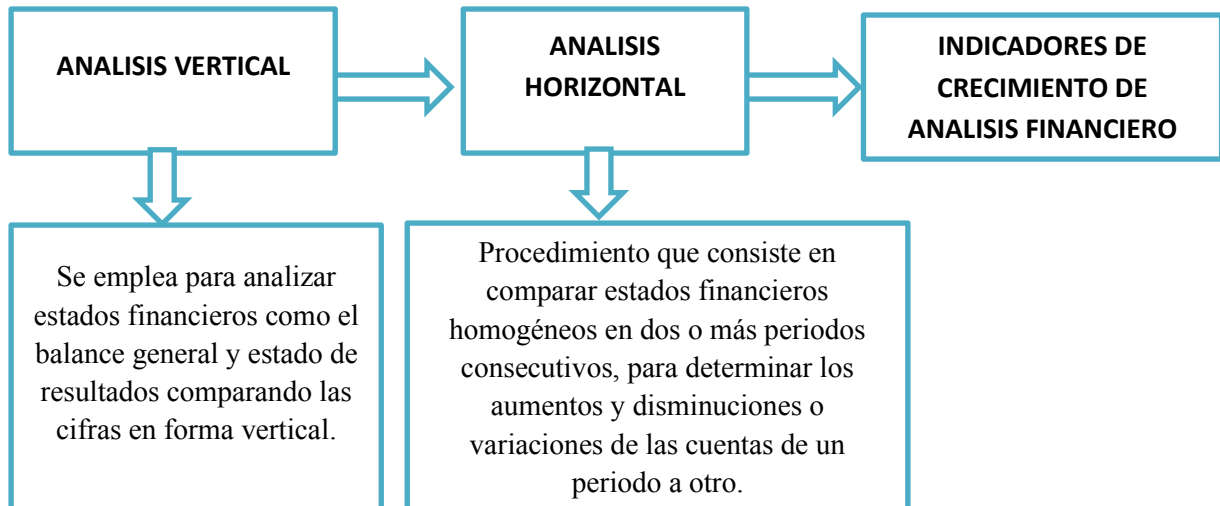 ANALISIS VERTICAL
ANALISIS
HORIZONTAL
INDICADORES DE
CRECIMIENTO DE
ANALISIS FINANCIERO
Se emplea para analizar
estados financieros como el
balance general y estado de
resultados comparando las
cifras en forma vertical.
Procedimiento que consiste en
comparar estados financieros
homogéneos en dos o más periodos
consecutivos, para determinar los
aumentos y disminuciones o
variaciones de las cuentas de un
periodo a otro.